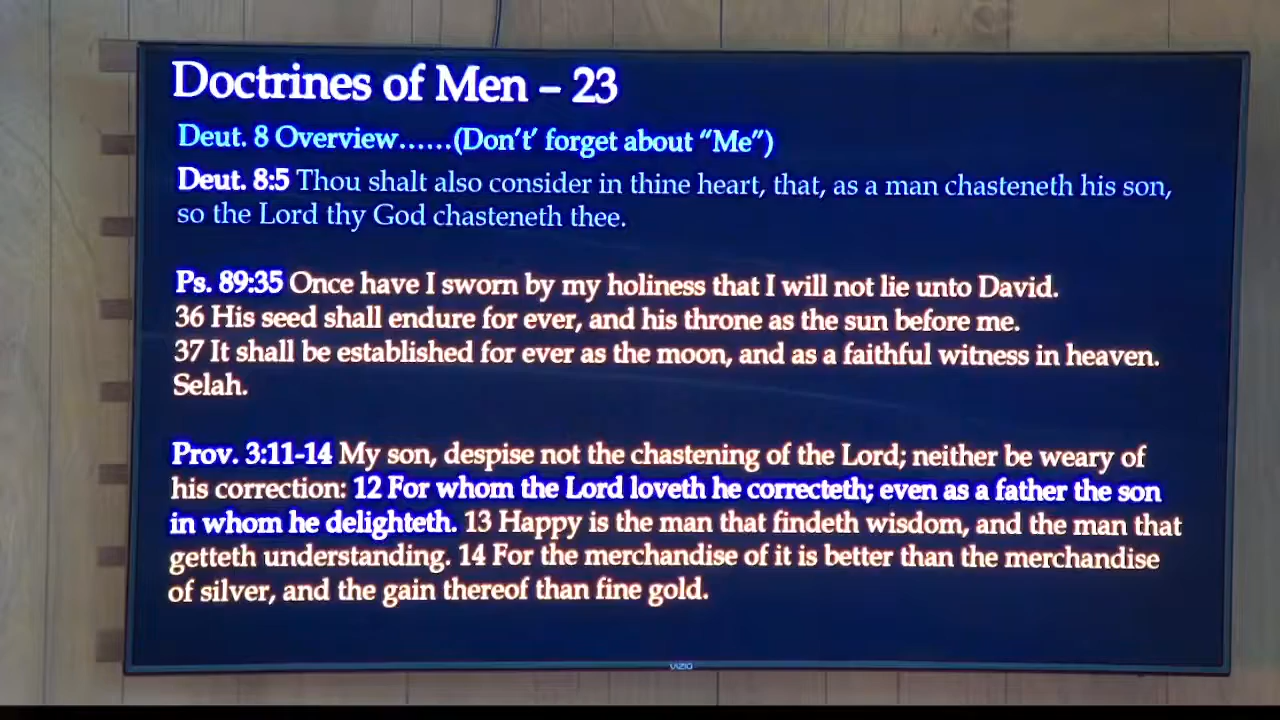 Doctrines of Men – 23
Deut. 8 Overview……(Don't' forget about “Me”)
Deut. 8:5 Thou shalt also consider in thine heart, that, as a man chasteneth his son,
so the Lord thy God chasteneth thee.
Ps. 89:35 Once have I sworn by my holiness that I will not lie unto David.
36 His seed shall endure for ever, and his throne as the sun before me.
37 It shall be established for ever as the moon, and as a faithful witness in heaven.
Selah.
Prov. 3:11-14 My son, despise not the chastening of the Lord; neither be weary of
his correction: 12 For whom the Lord loveth he correcteth; even as a father the son
in whom he delighteth. 13 Happy is the man that findeth wisdom, and the man that
getteth understanding. 14 For the merchandise of it is better than the merchandise
of silver, and the gain thereof than fine gold.
VIZIO